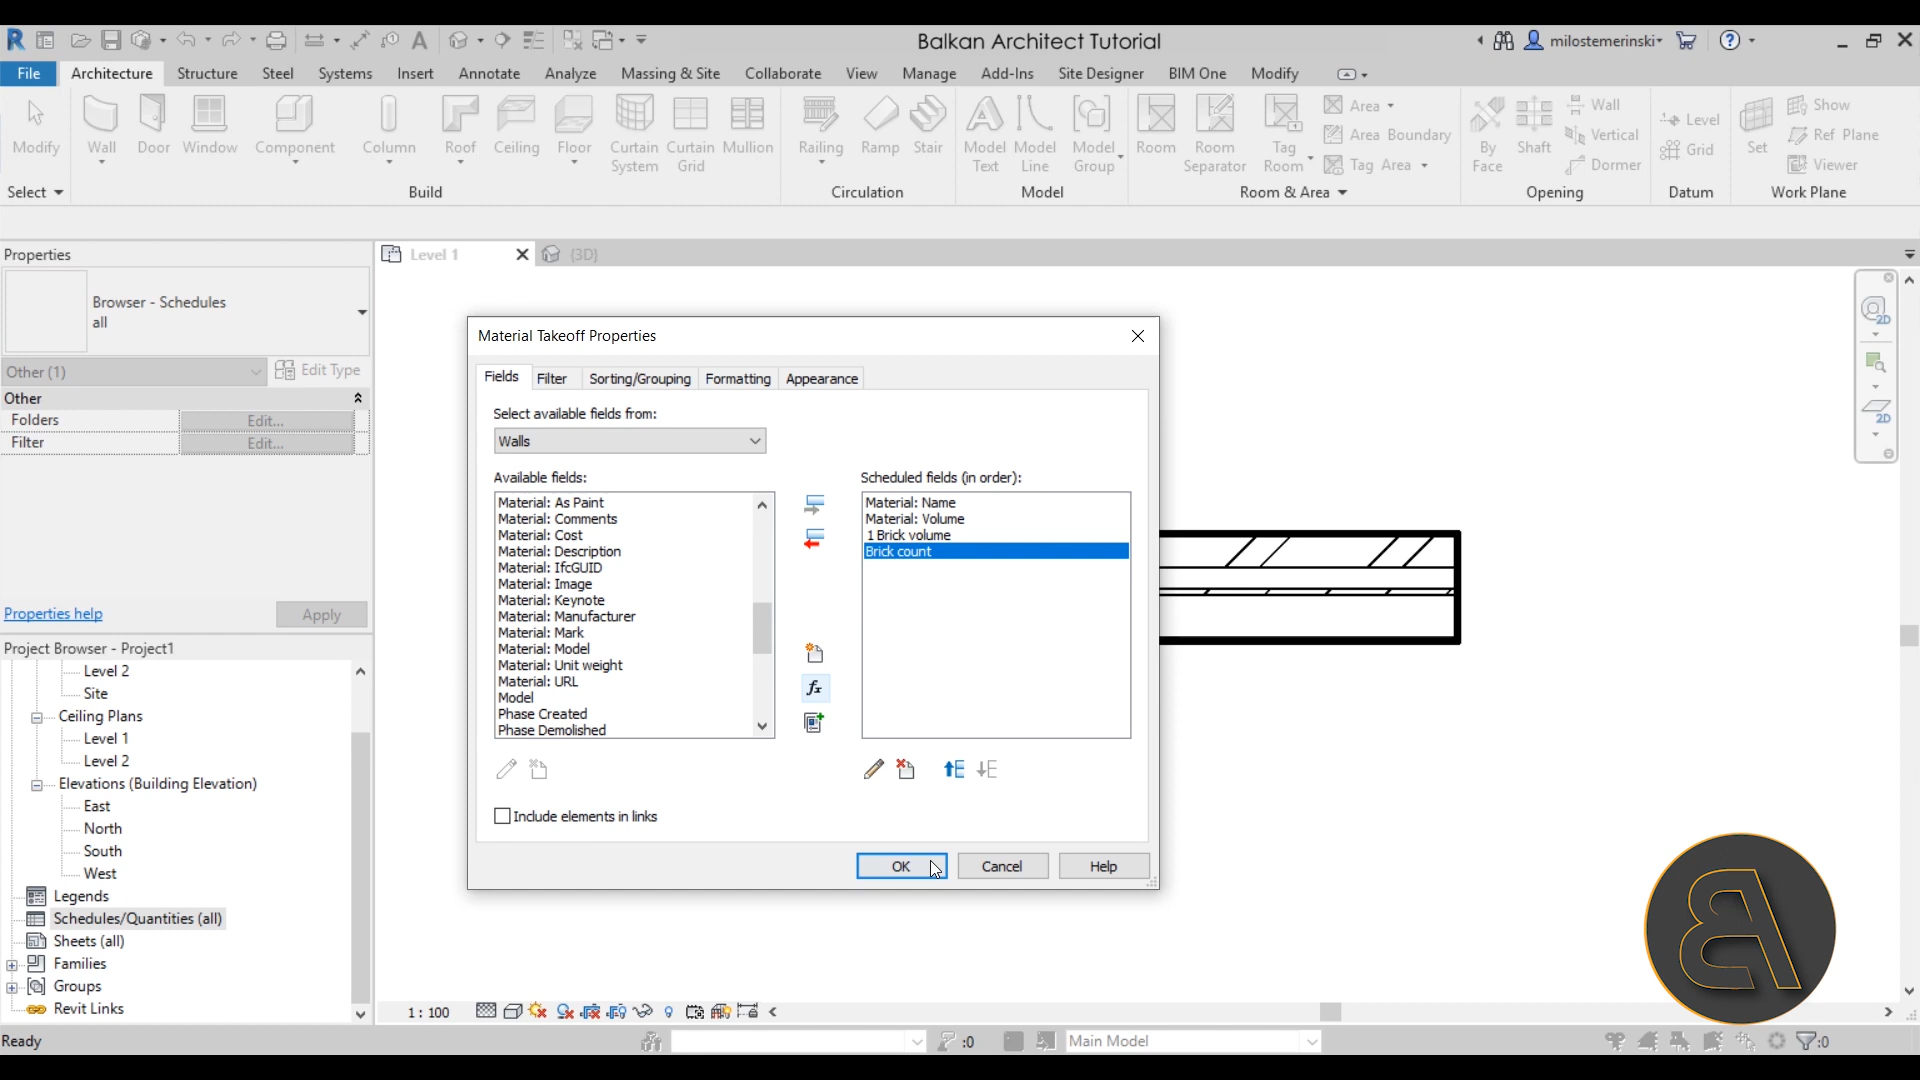 Balkan Architect Tutorial
milostemerinski
File Architecture Structure Steel Systems Insert Annotate Analyze Massing & Site Collaborate View Manage Add-Ins Site Designer BIM One Modify
Modify
Wall
Door
Window
Component
Column
Roof
Ceiling
Floor
Curtain
System
Curtain
Grid
Mullion
Railing
Ramp
Stair
Model
Text
Model
Line
Model
Group
Room
Room
Separator
Tag
Room
Area
Area Boundary
Tag Area
By
Face
Shaft
Wall
Vertical
Dormer
Level
Grid
Set
Show
Ref Plane
Viewer
Select
Build
Circulation
Model
Room & Area
Opening
Datum
Work Plane
Properties
Browser - Schedules
all
Other (1)
Edit Type
Other
Folders
Edit...
Filter
Edit...
Properties help
Apply
Project Browser - Project1
Level 2
Site
Ceiling Plans
Level 1
Level 2
Elevations (Building Elevation)
East
North
South
West
Legends
Schedules/Quantities (all)
Sheets (all)
Families
Groups
Revit Links
Level 1
(3D)
2D
2D
Material Takeoff Properties
Fields Filter Sorting/Grouping Formatting Appearance
Select available fields from:
Walls
Available fields:
Material: As Paint
Material: Comments
Material: Cost
Material: Description
Material: IfcGUID
Material: Image
Material: Keynote
Material: Manufacturer
Material: Mark
Material: Model
Material: Unit weight
Material: URL
Model
Phase Created
Phase Demolished
Scheduled fields (in order):
Material: Name
Material: Volume
1 Brick volume
Brick count
Include elements in links
OK
Cancel
Help
1 : 100
Ready
:0
Main Model
:0